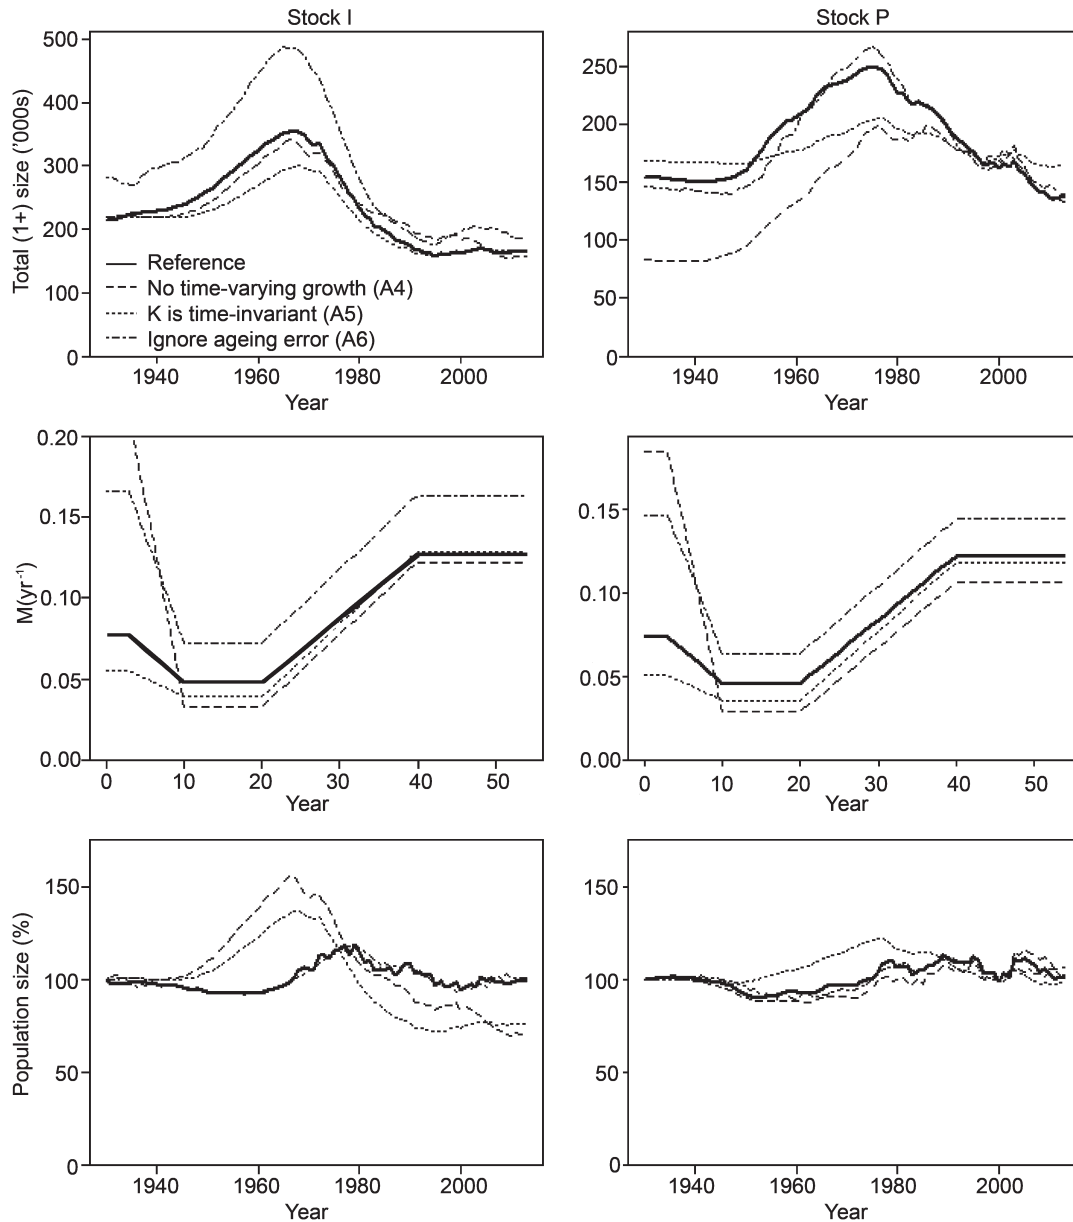 Stock I
Stock P
Total (1+) size ('000s)
500
400
300
200
100
0
Reference
No time-varying growth (A4)
K is time-invariant (A5)
Ignore ageing error (A6)
1940 1960 1980 2000
Year
250
200
150
100
50
0
1940 1960 1980 2000
Year
M(yr⁻¹)
0.20
0.15
0.10
0.05
0.00
0 10 20 30 40 50
Year
0.15
0.10
0.05
0.00
0 10 20 30 40 50
Year
Population size (%)
150
100
50
0
1940 1960 1980 2000
Year
150
100
50
0
1940 1960 1980 2000
Year